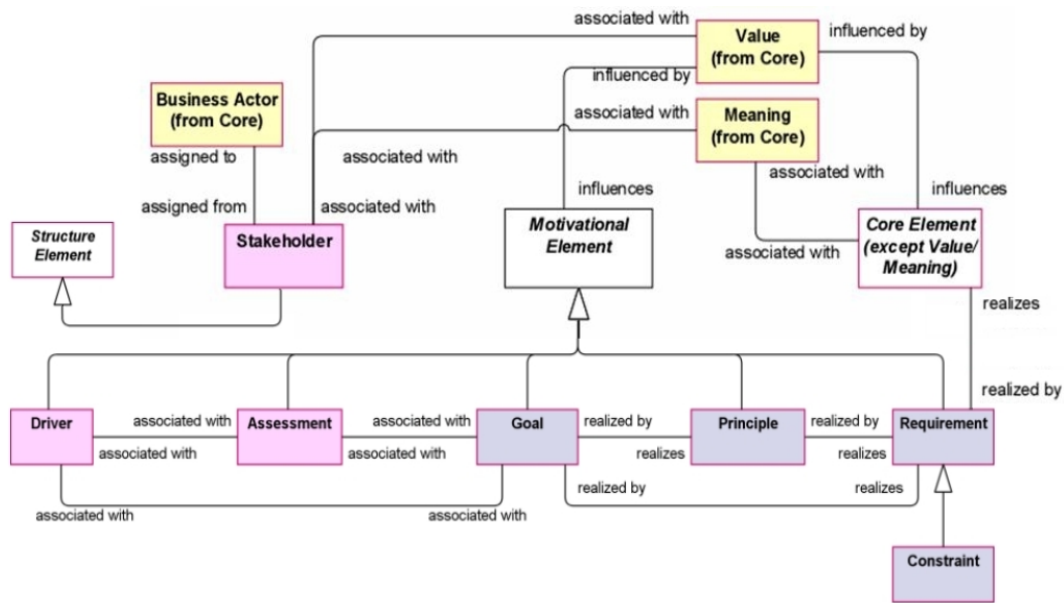 associated with
Value
(from Core)
influenced by
influenced by
Business Actor
(from Core)
associated with
Meaning
(from Core)
assigned to
associated with
associated with
assigned from
associated with
influences
influences
Structure
Element
Stakeholder
Motivational
Element
associated with
Core Element
(except Value/
Meaning)
realizes
realized by
Driver
associated with
associated with
Assessment
associated with
associated with
Goal
realized by
realizes
Principle
realized by
realizes
Requirement
associated with
associated with
realized by
realizes
Constraint